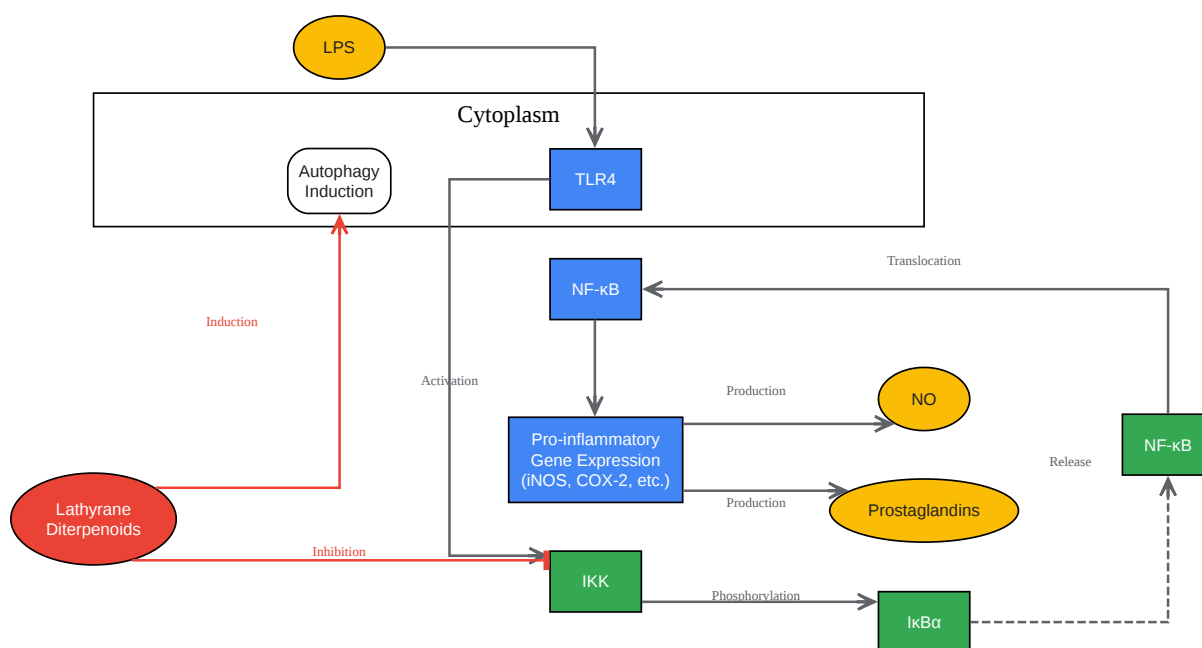 LPS
Cytoplasm
Autophagy
Induction
TLR4
Translocation
NF-κB
Induction
Activation
Production
NO
Pro-inflammatory
Gene Expression
(iNOS, COX-2, etc.)
NF-κB
Release
Production
Prostaglandins
Lathyrane
Diterpenoids
Inhibition
IKK
Phosphorylation
IκBα